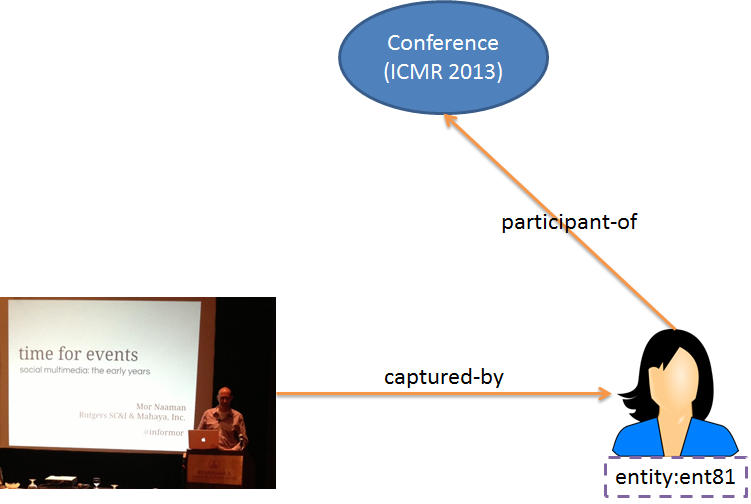 Conference
(ICMR 2013)
participant-of
time for events
social multimedia: the early years
Mor Naaman
Rutgers SC&I & Mahaya, Inc.
@informor
captured-by
entity:ent81